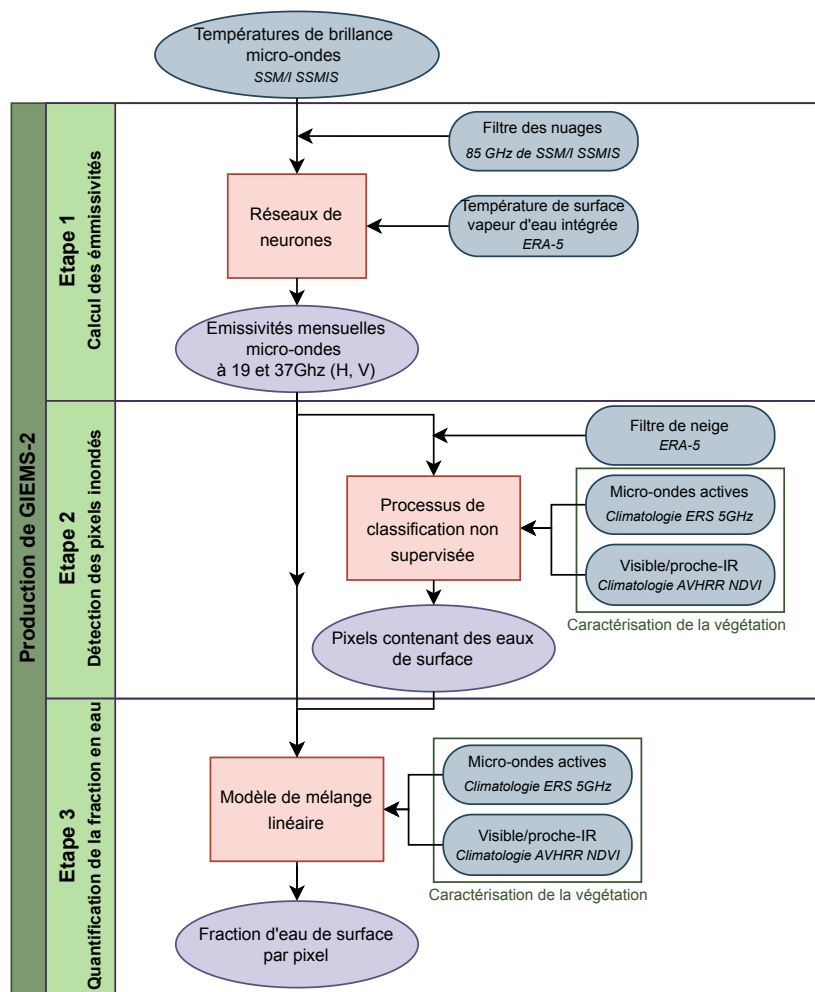 Températures de brillance
micro-ondes
SSM/I SSMIS
Production de GIEMS-2
Etape 1
Calcul des émmissivités
Filtre des nuages
85 GHz de SSM/I SSMIS
Réseaux de
neurones
Température de surface
vapeur d'eau intégrée
ERA-5
Emissivités mensuelles
micro-ondes
à 19 et 37Ghz (H, V)
Etape 2
Détection des pixels inondés
Filtre de neige
ERA-5
Processus de
classification non
supervisée
Micro-ondes actives
Climatologie ERS 5GHz
Visible/proche-IR
Climatologie AVHRR NDVI
Caractérisation de la végétation
Pixels contenant des eaux
de surface
Etape 3
Quantification de la fraction en eau
Modèle de mélange
linéaire
Micro-ondes actives
Climatologie ERS 5GHz
Visible/proche-IR
Climatologie AVHRR NDVI
Caractérisation de la végétation
Fraction d'eau de surface
par pixel